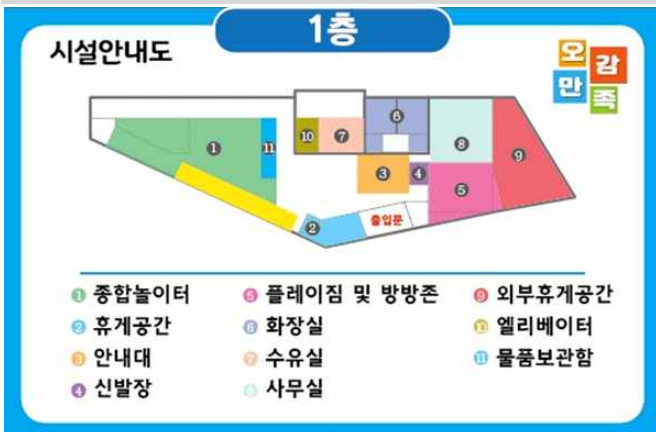 1층
시설안내도
오감
만족
⑥
⑩ ⑦
① ⑪ ⑧
⑨
③ ④
⑤
② 출입문
① 종합놀이터 ⑤ 플레이짐 및 방방존 ⑨ 외부휴게공간
② 휴게공간 ⑥ 화장실 ⑩ 엘리베이터
③ 안내대 ⑦ 수유실 ⑪ 물품보관함
④ 신발장 ⑧ 사무실